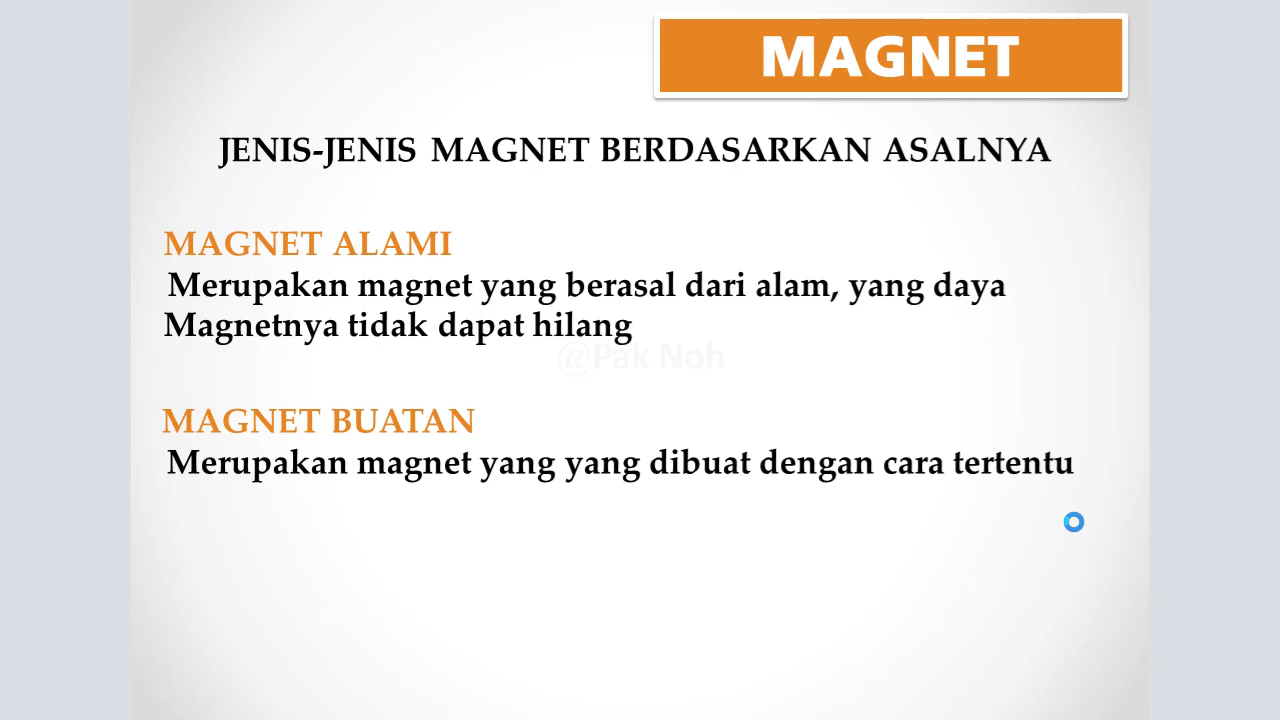 MAGNET
JENIS-JENIS MAGNET BERDASARKAN ASALNYA
MAGNET ALAMI
Merupakan magnet yang berasal dari alam, yang daya
Magnetnya tidak dapat hilang
@Pak Noh
MAGNET BUATAN
Merupakan magnet yang yang dibuat dengan cara tertentu